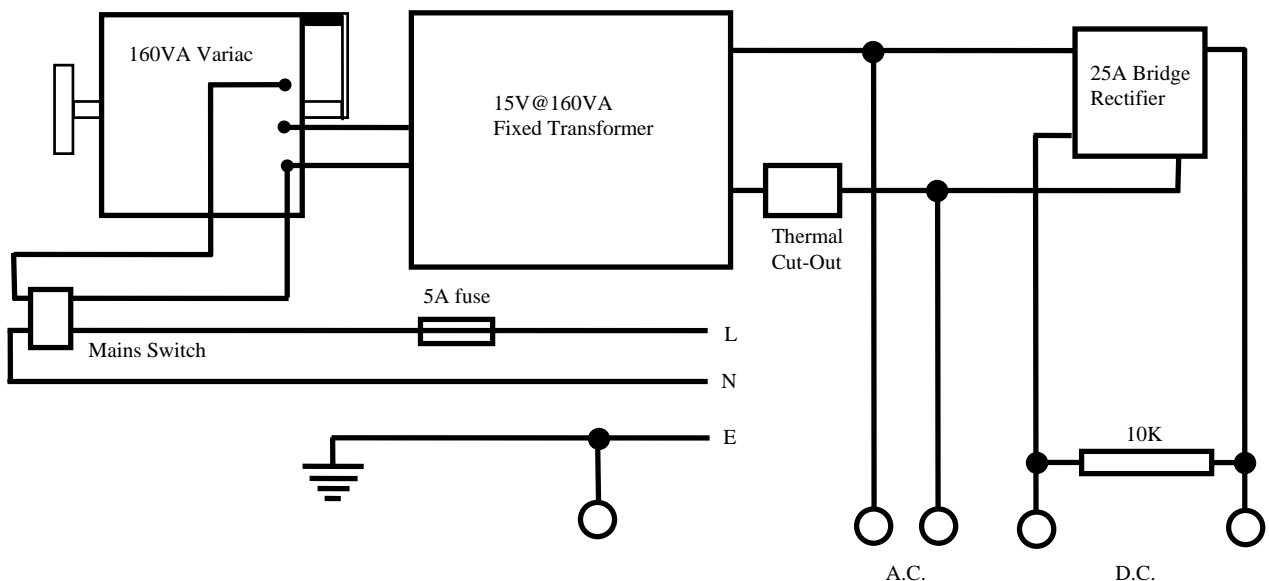 160VA Variac
15V@160VA
Fixed Transformer
25A Bridge
Rectifier
Thermal
Cut-Out
5A fuse
L
Mains Switch
N
E
10K
A.C.
D.C.